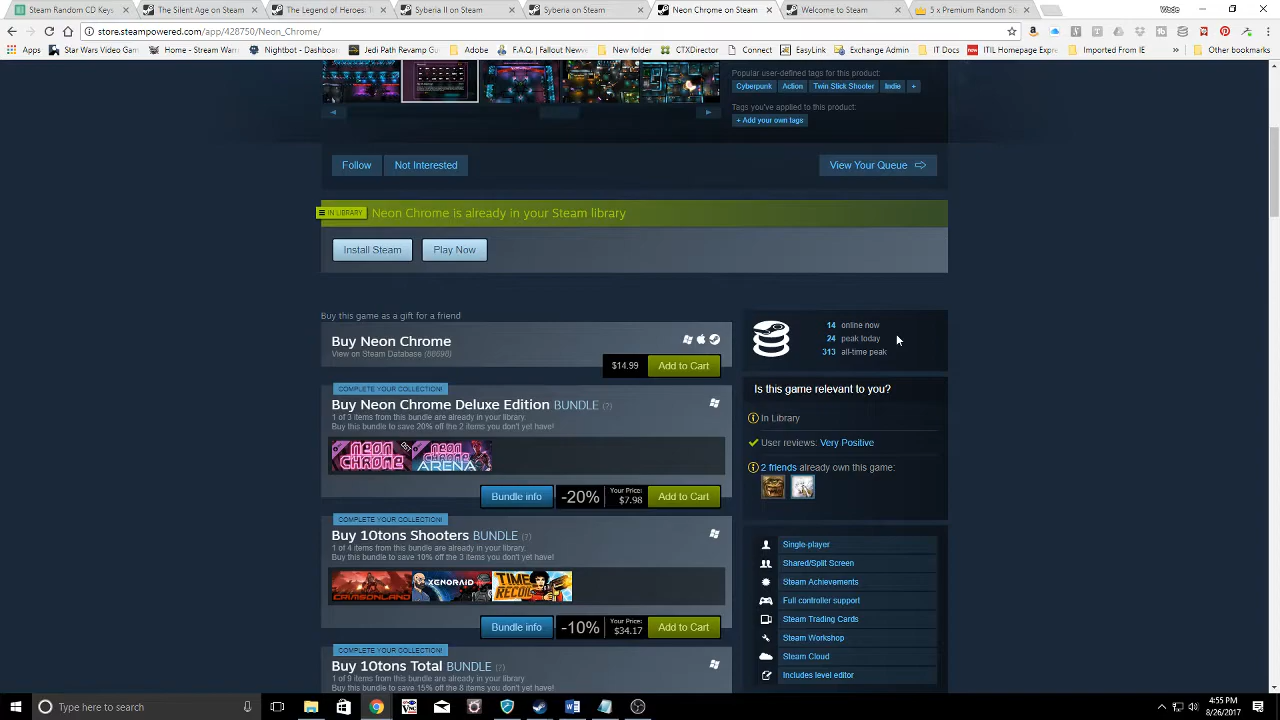 Steam Random CD Keys
The Silent Age on Steam
The Legend of Heroes: T
Syberia II on Steam
Syberia on Steam
Neon Chrome on Steam
Welcome to Steam
5 x Premium Random St
Wade
store.steampowered.com/app/428750/Neon_Chrome/
Apps
Star Wars Video Gam
Nightbot - Dashboard
Jedi Path Revamp.do
Adobe
F.A.Q. | Fallout New
New folder
CTXDirector
Connect
EasyLink
Exchange Admin
IT Docs
ITIL Homepage Exter
Imported From IE
Other bookmarks
Popular user-defined tags for this product:
Cyberpunk Action Twin Stick Shooter Indie +
Tags you've applied to this product:
+ Add your own tags
Follow Not Interested View Your Queue
IN LIBRARY Neon Chrome is already in your Steam library
Install Steam Play Now
Buy this game as a gift for a friend
Buy Neon Chrome
View on Steam Database (88698)
$14.99 Add to Cart
COMPLETE YOUR COLLECTION!
Buy Neon Chrome Deluxe Edition BUNDLE (?)
1 of 3 items from this bundle are already in your library.
Buy this bundle to save 20% off the 2 items you don't yet have!
NEON CHROME
NEON CHROME ARENA
Bundle info -20% Your Price: $7.98 Add to Cart
COMPLETE YOUR COLLECTION!
Buy 10tons Shooters BUNDLE (?)
1 of 4 items from this bundle are already in your library.
Buy this bundle to save 10% off the 3 items you don't yet have!
CRIMSONLAND
XENORAID
TIME RECOIL
Bundle info -10% Your Price: $34.17 Add to Cart
COMPLETE YOUR COLLECTION!
Buy 10tons Total BUNDLE (?)
1 of 9 items from this bundle are already in your library.
Buy this bundle to save 15% off the 8 items you don't yet have!
14 online now
24 peak today
313 all-time peak
Is this game relevant to you?
In Library
User reviews: Very Positive
2 friends already own this game:
Single-player
Shared/Split Screen
Steam Achievements
Full controller support
Steam Trading Cards
Steam Workshop
Steam Cloud
Includes level editor
Type here to search
4:55 PM
8/26/2017